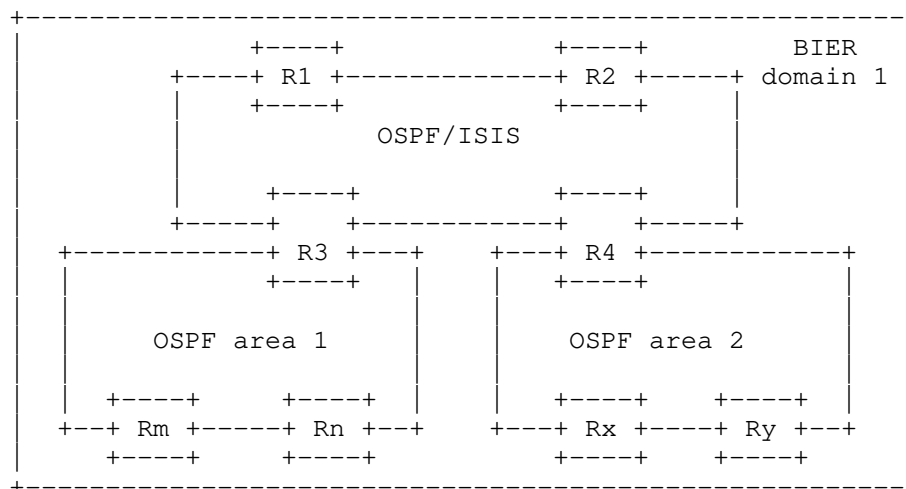 BIER
R1 R2 domain 1
OSPF/ISIS
R3 R4
OSPF area 1 OSPF area 2
Rm Rn Rx Ry